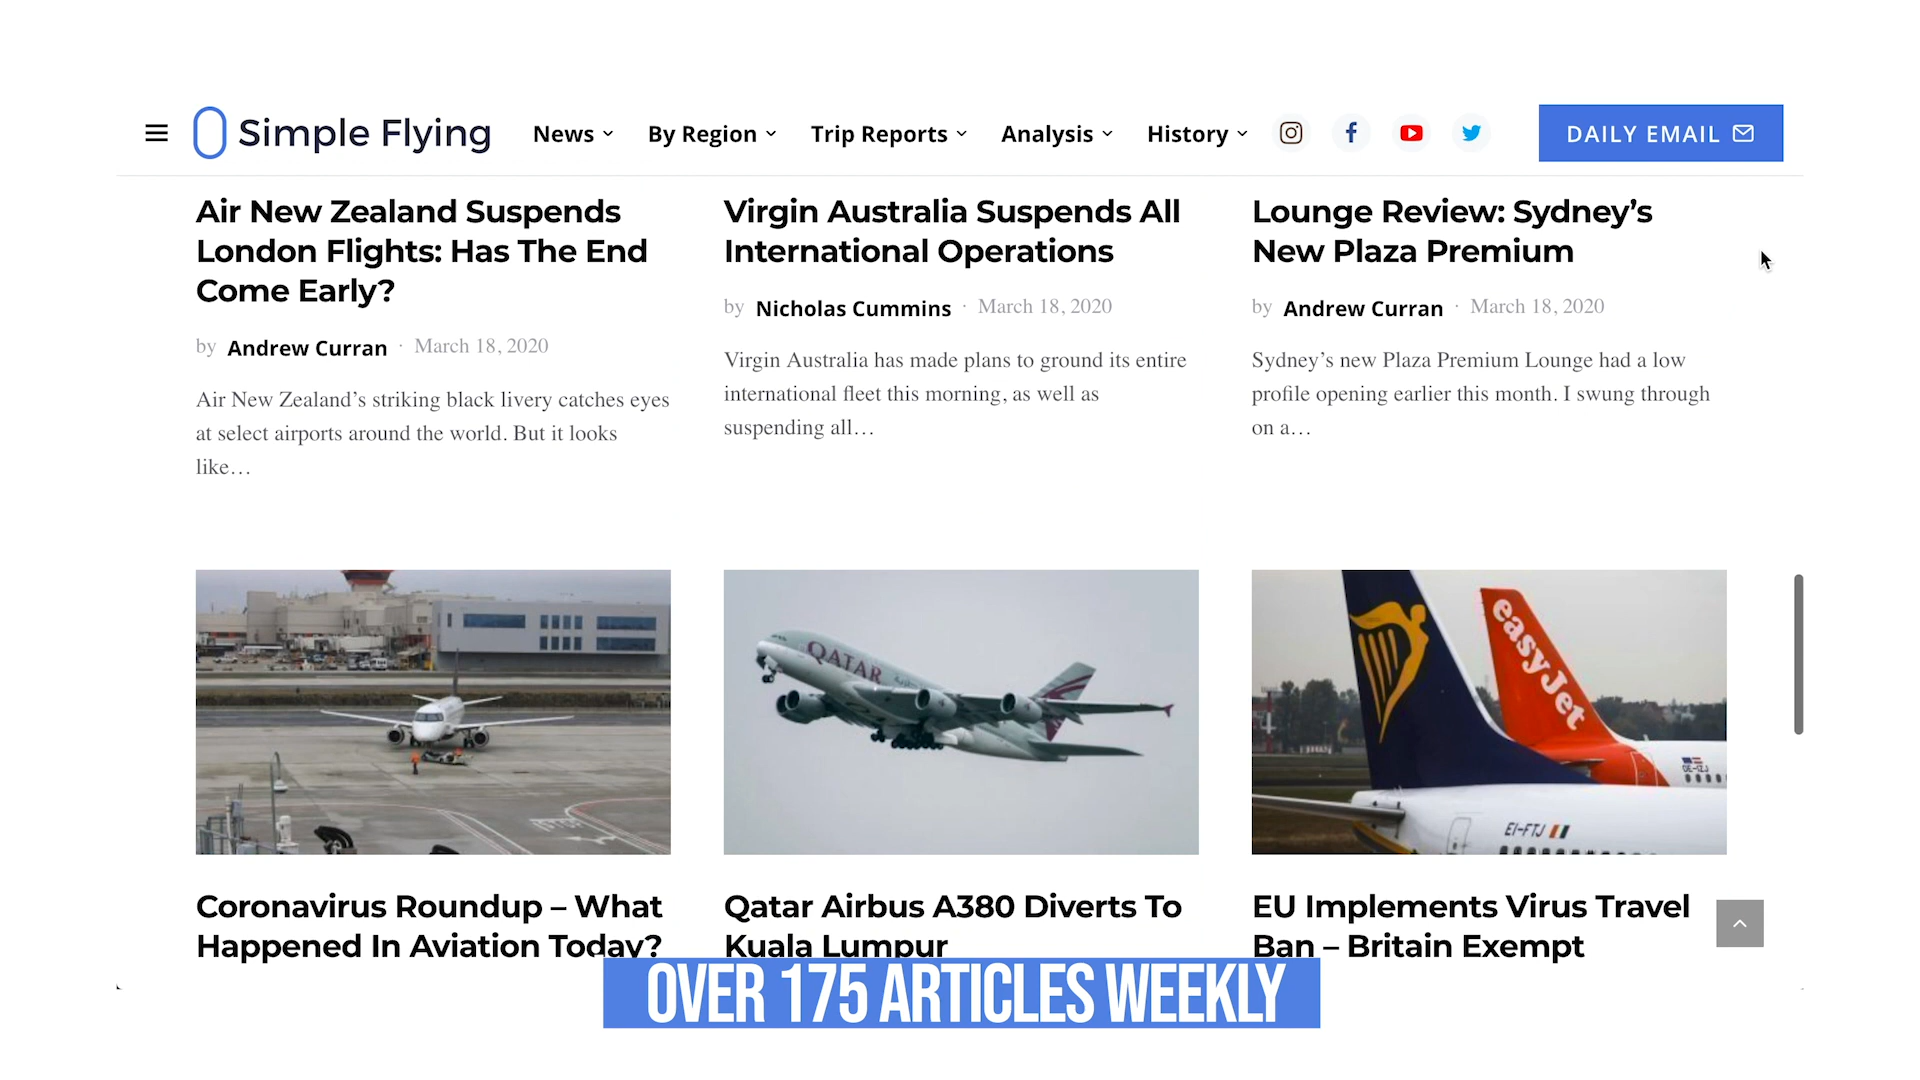 Simple Flying
News
By Region
Trip Reports
Analysis
History
DAILY EMAIL
Air New Zealand Suspends
London Flights: Has The End
Come Early?
by Andrew Curran · March 18, 2020
Air New Zealand’s striking black livery catches eyes
at select airports around the world. But it looks
like…
Virgin Australia Suspends All
International Operations
by Nicholas Cummins · March 18, 2020
Virgin Australia has made plans to ground its entire
international fleet this morning, as well as
suspending all…
Lounge Review: Sydney’s
New Plaza Premium
by Andrew Curran · March 18, 2020
Sydney’s new Plaza Premium Lounge had a low
profile opening earlier this month. I swung through
on a…
QATAR
easyJet
OE-IZJ
EI-FTJ
Coronavirus Roundup – What
Happened In Aviation Today?
Qatar Airbus A380 Diverts To
Kuala Lumpur
EU Implements Virus Travel
Ban – Britain Exempt
OVER 175 ARTICLES WEEKLY